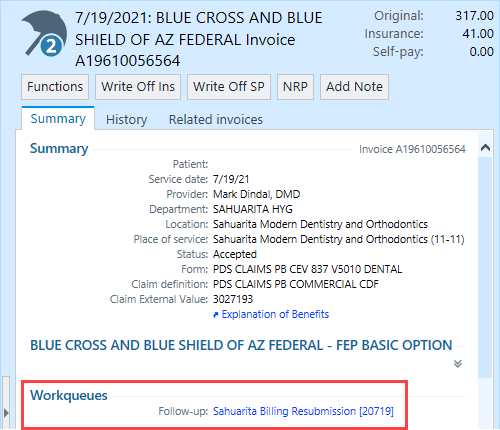 7/19/2021: BLUE CROSS AND BLUE
SHIELD OF AZ FEDERAL Invoice
A19610056564
2
Original: 317.00
Insurance: 41.00
Self-pay: 0.00
Functions Write Off Ins Write Off SP NRP Add Note
Summary History Related invoices
Summary Invoice A19610056564
Patient:
Service date: 7/19/21
Provider: Mark Dindal, DMD
Department: SAHUARITA HYG
Location: Sahuarita Modern Dentistry and Orthodontics
Place of service: Sahuarita Modern Dentistry and Orthodontics (11-11)
Status: Accepted
Form: PDS CLAIMS PB CEV 837 V5010 DENTAL
Claim definition: PDS CLAIMS PB COMMERCIAL CDF
Claim External Value: 3027193
Explanation of Benefits
BLUE CROSS AND BLUE SHIELD OF AZ FEDERAL - FEP BASIC OPTION
Workqueues
Follow-up: Sahuarita Billing Resubmission [20719]